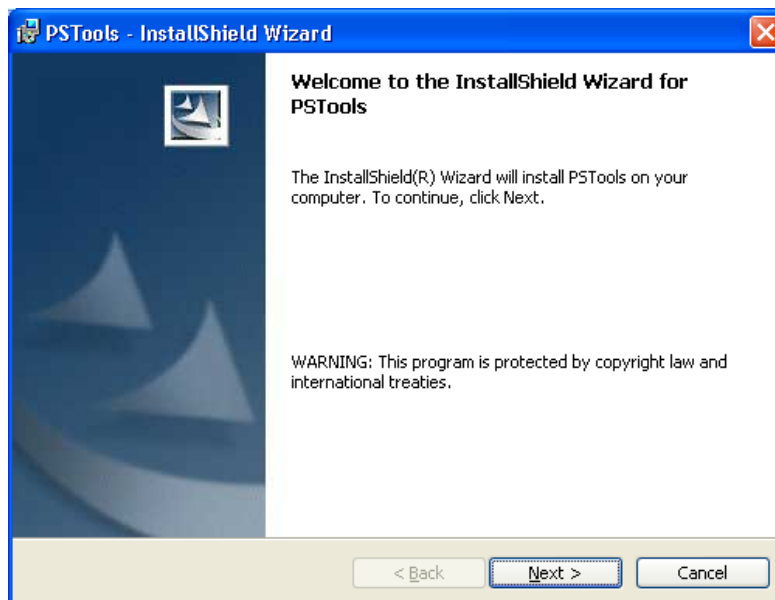 PSTools - InstallShield Wizard
Welcome to the InstallShield Wizard for
PSTools
The InstallShield(R) Wizard will install PSTools on your
computer. To continue, click Next.
WARNING: This program is protected by copyright law and
international treaties.
< Back Next > Cancel